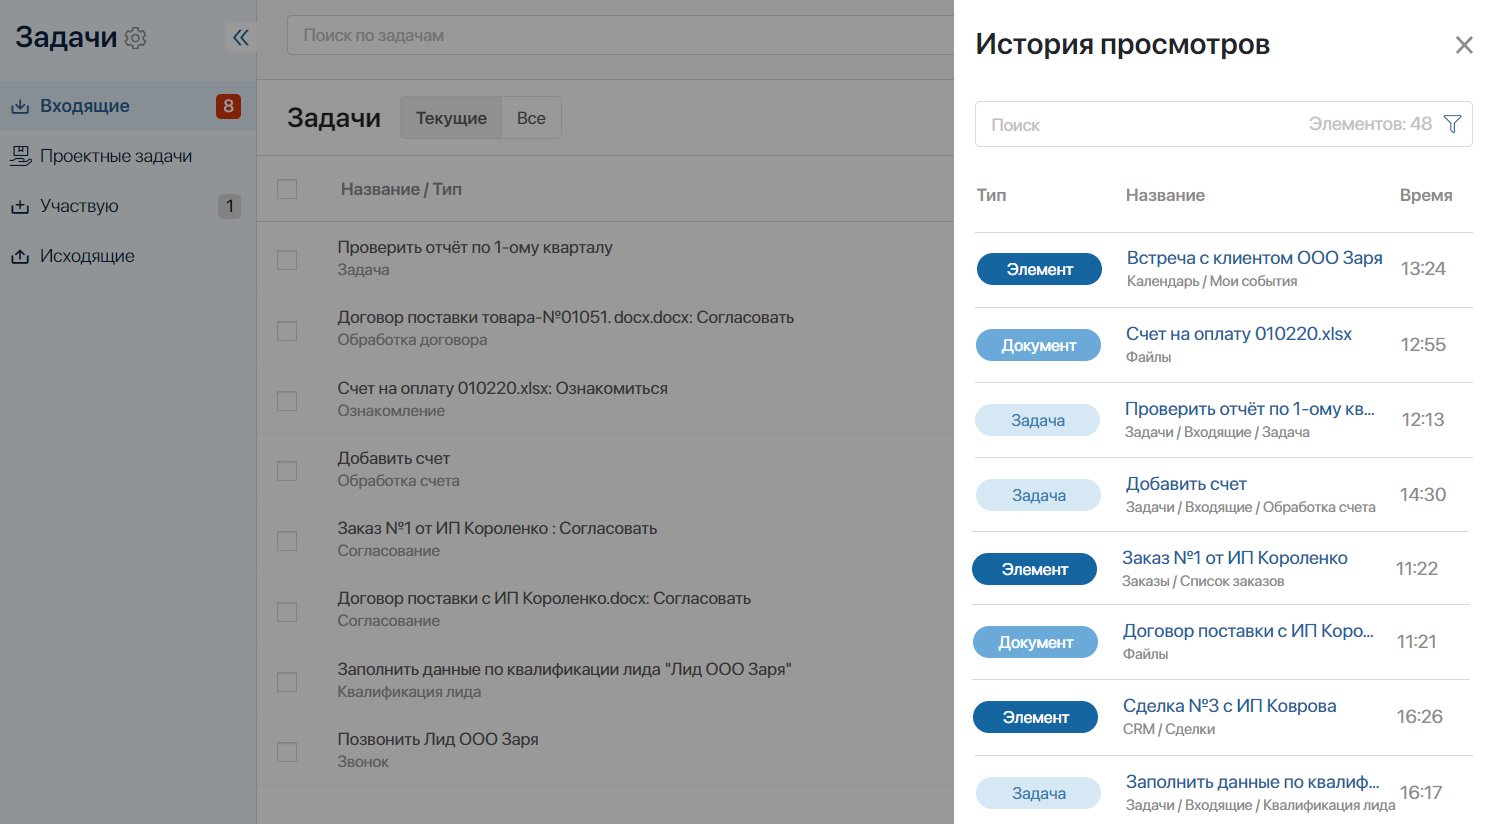 Задачи
Входящие 8
Проектные задачи
Участвую 1
Исходящие
Поиск по задачам
Задачи Текущие Все
Название / Тип
Проверить отчёт по 1-ому кварталу
Задача
Договор поставки товара-№01051. docx.docx: Согласовать
Обработка договора
Счет на оплату 010220.xlsx: Ознакомиться
Ознакомление
Добавить счет
Обработка счета
Заказ №1 от ИП Короленко : Согласовать
Согласование
Договор поставки с ИП Короленко.docx: Согласовать
Согласование
Заполнить данные по квалификации лида "Лид ООО Заря"
Квалификация лида
Позвонить Лид ООО Заря
Звонок
История просмотров
Поиск Элементов: 48
Тип Название Время
Элемент Встреча с клиентом ООО Заря 13:24
Календарь / Мои события
Документ Счет на оплату 010220.xlsx 12:55
Файлы
Задача Проверить отчёт по 1-ому кв... 12:13
Задачи / Входящие / Задача
Задача Добавить счет 14:30
Задачи / Входящие / Обработка счета
Элемент Заказ №1 от ИП Короленко 11:22
Заказы / Список заказов
Документ Договор поставки с ИП Коро... 11:21
Файлы
Элемент Сделка №3 с ИП Коврова 16:26
CRM / Сделки
Задача Заполнить данные по квалиф... 16:17
Задачи / Входящие / Квалификация лида